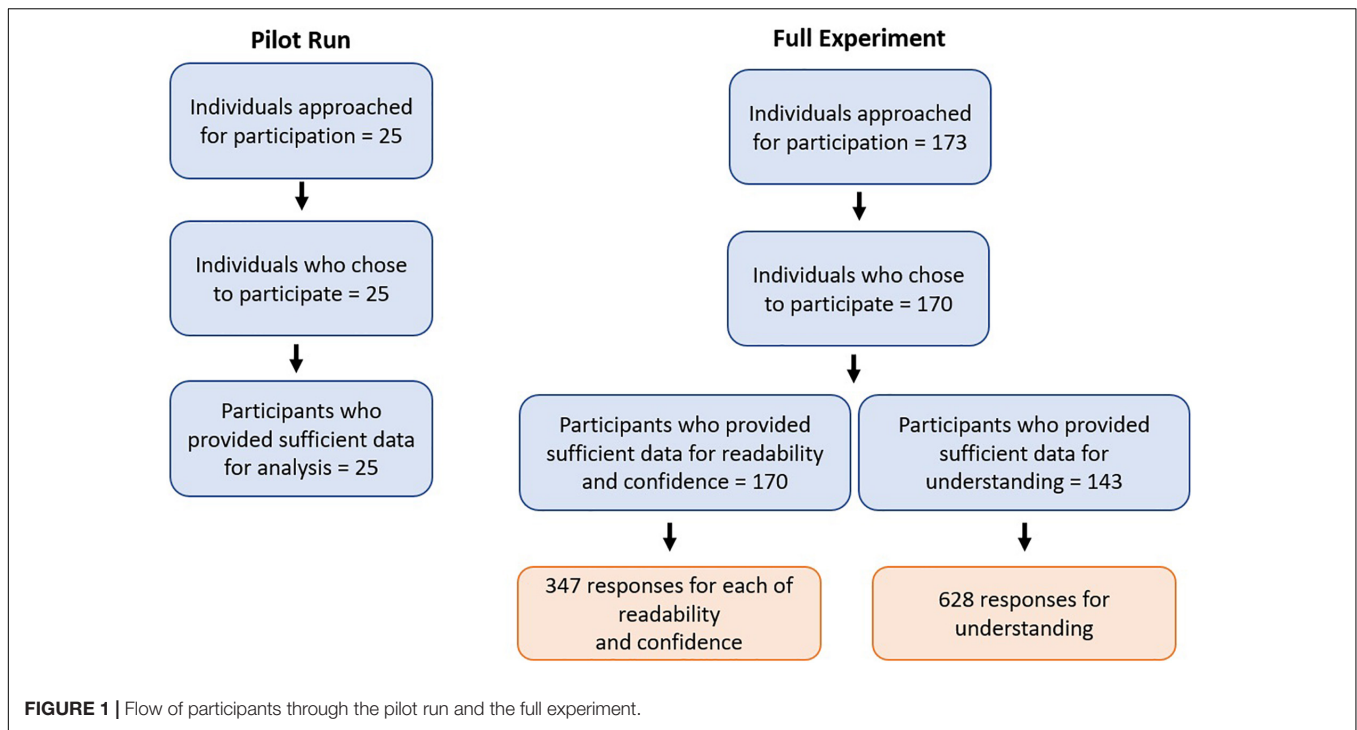 Pilot Run
Individuals approached
for participation = 25
Individuals who chose
to participate = 25
Participants who
provided sufficient data
for analysis = 25
Full Experiment
Individuals approached
for participation = 173
Individuals who chose
to participate = 170
Participants who provided
sufficient data for readability
and confidence = 170
Participants who provided
sufficient data for
understanding = 143
347 responses for each of
readability
and confidence
628 responses for
understanding
FIGURE 1 | Flow of participants through the pilot run and the full experiment.